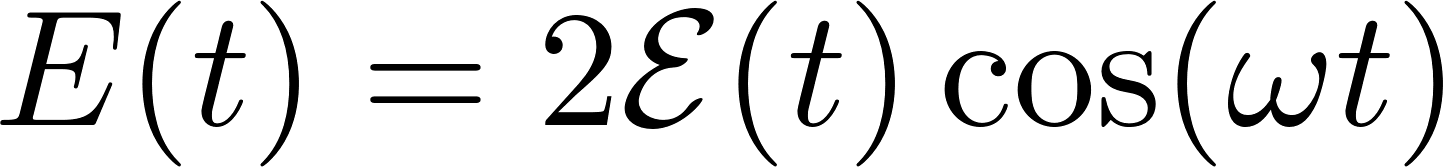 E(t) = 2ℰ(t) cos(ωt)